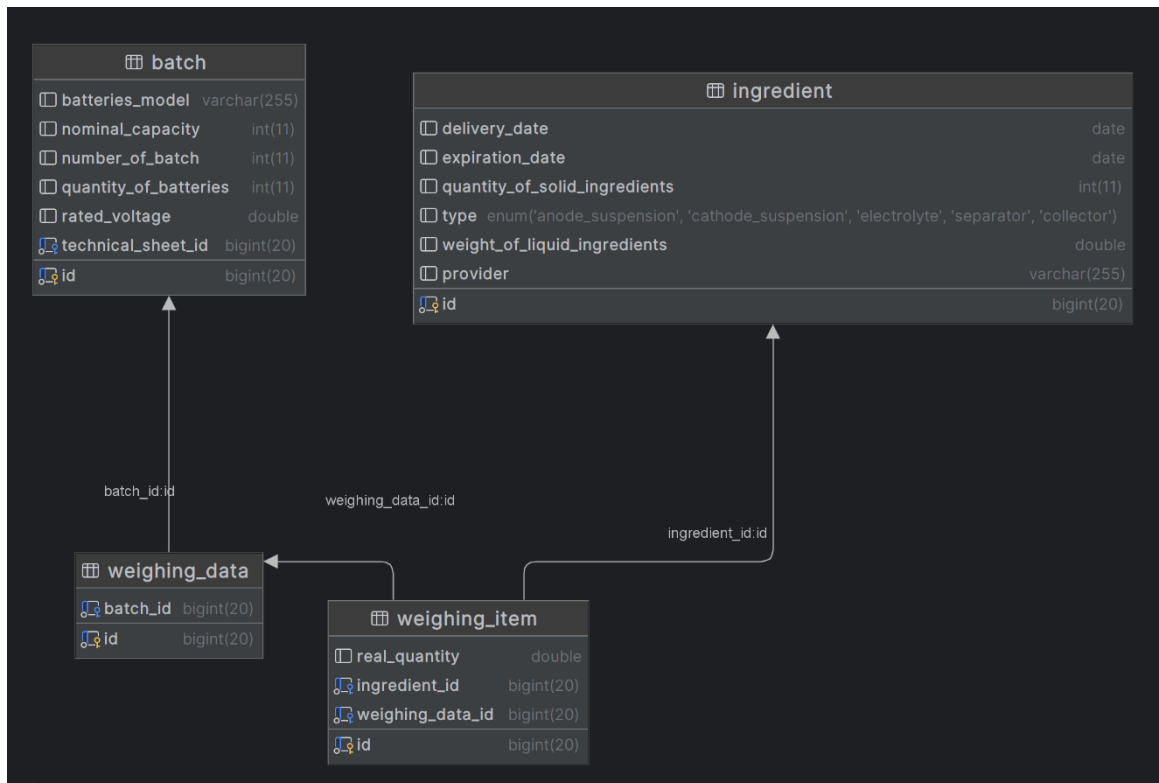 batch
batteries_model varchar(255)
nominal_capacity int(11)
number_of_batch int(11)
quantity_of_batteries int(11)
rated_voltage double
technical_sheet_id bigint(20)
id bigint(20)
ingredient
delivery_date date
expiration_date date
quantity_of_solid_ingredients int(11)
type enum('anode_suspension', 'cathode_suspension', 'electrolyte', 'separator', 'collector')
weight_of_liquid_ingredients double
provider varchar(255)
id bigint(20)
batch_id:id
weighing_data_id:id
ingredient_id:id
weighing_data
batch_id bigint(20)
id bigint(20)
weighing_item
real_quantity double
ingredient_id bigint(20)
weighing_data_id bigint(20)
id bigint(20)